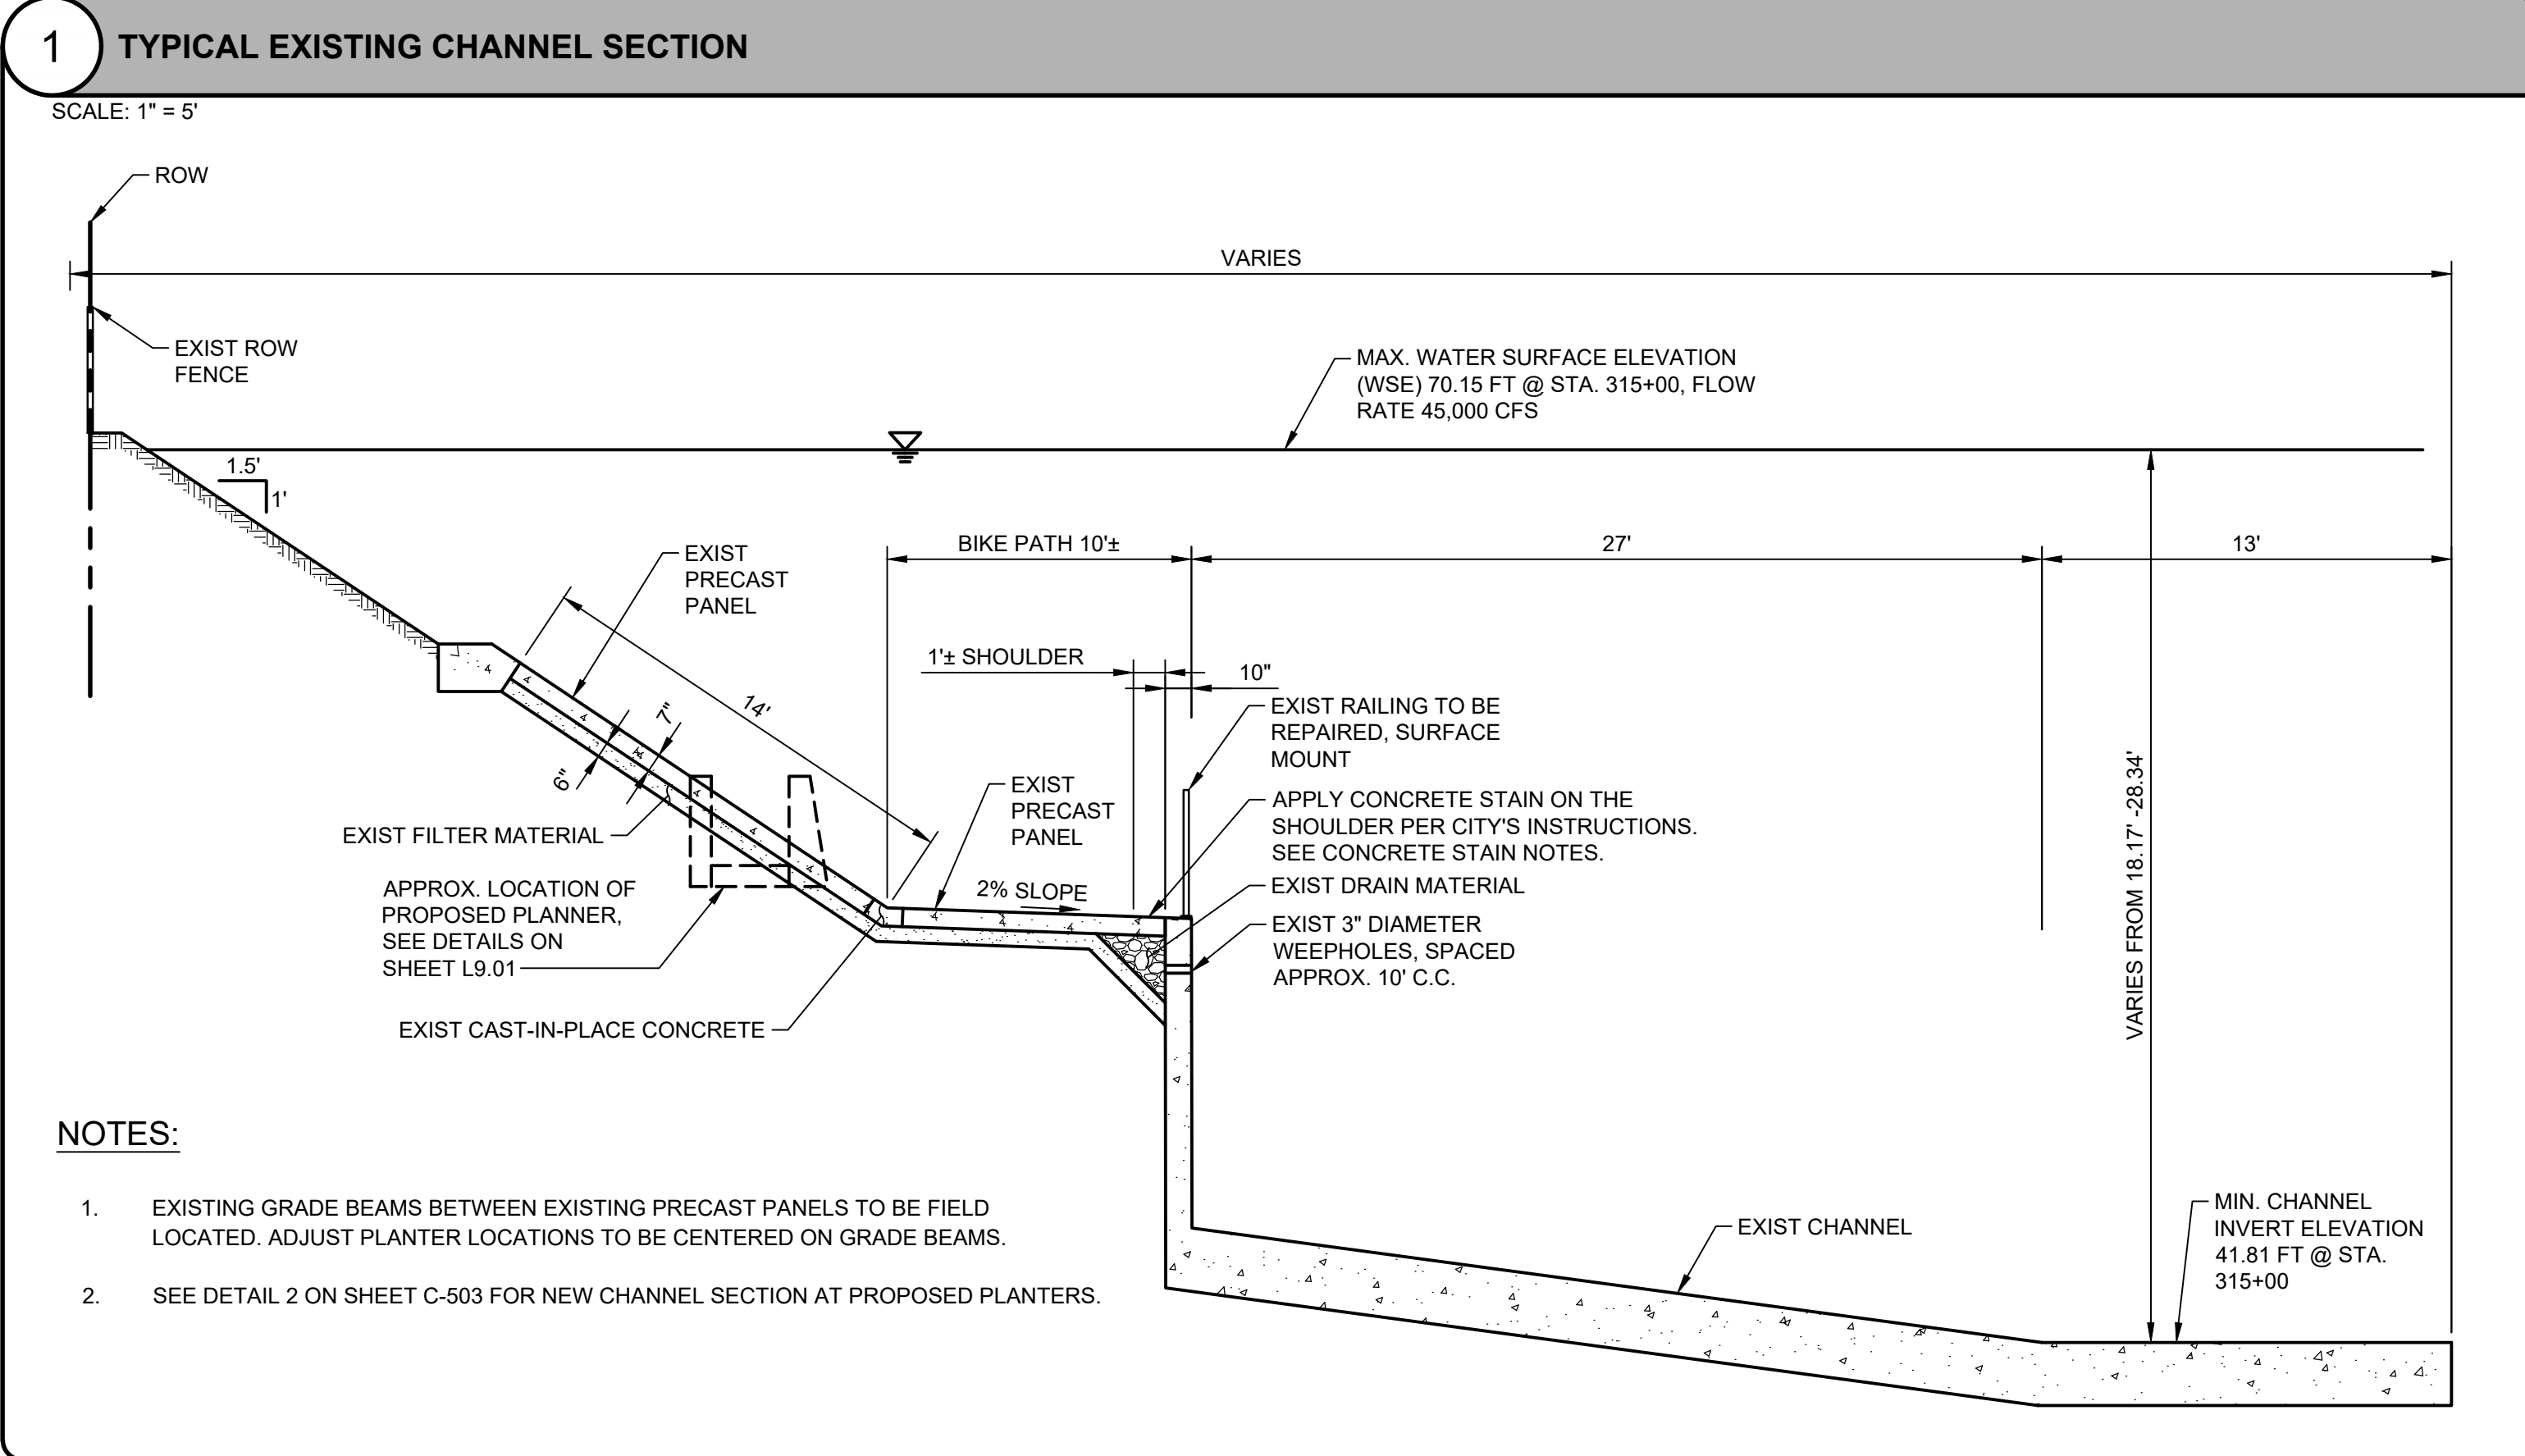 1
TYPICAL EXISTING CHANNEL SECTION
SCALE: 1" = 5'
ROW
VARIES
EXIST ROW
FENCE
MAX. WATER SURFACE ELEVATION
(WSE) 70.15 FT @ STA. 315+00, FLOW
RATE 45,000 CFS
1.5'
1'
BIKE PATH 10'±
27'
13'
EXIST
PRECAST
PANEL
14'
7"
6"
1'± SHOULDER
10"
EXIST RAILING TO BE
REPAIRED, SURFACE
MOUNT
EXIST
PRECAST
PANEL
APPLY CONCRETE STAIN ON THE
SHOULDER PER CITY'S INSTRUCTIONS.
SEE CONCRETE STAIN NOTES.
EXIST FILTER MATERIAL
2% SLOPE
EXIST DRAIN MATERIAL
APPROX. LOCATION OF
PROPOSED PLANNER,
SEE DETAILS ON
SHEET L9.01
EXIST 3" DIAMETER
WEEPHOLES, SPACED
APPROX. 10' C.C.
VARIES FROM 18.17' -28.34'
EXIST CAST-IN-PLACE CONCRETE
EXIST CHANNEL
MIN. CHANNEL
INVERT ELEVATION
41.81 FT @ STA.
315+00
NOTES:
1. EXISTING GRADE BEAMS BETWEEN EXISTING PRECAST PANELS TO BE FIELD
LOCATED. ADJUST PLANTER LOCATIONS TO BE CENTERED ON GRADE BEAMS.
2. SEE DETAIL 2 ON SHEET C-503 FOR NEW CHANNEL SECTION AT PROPOSED PLANTERS.